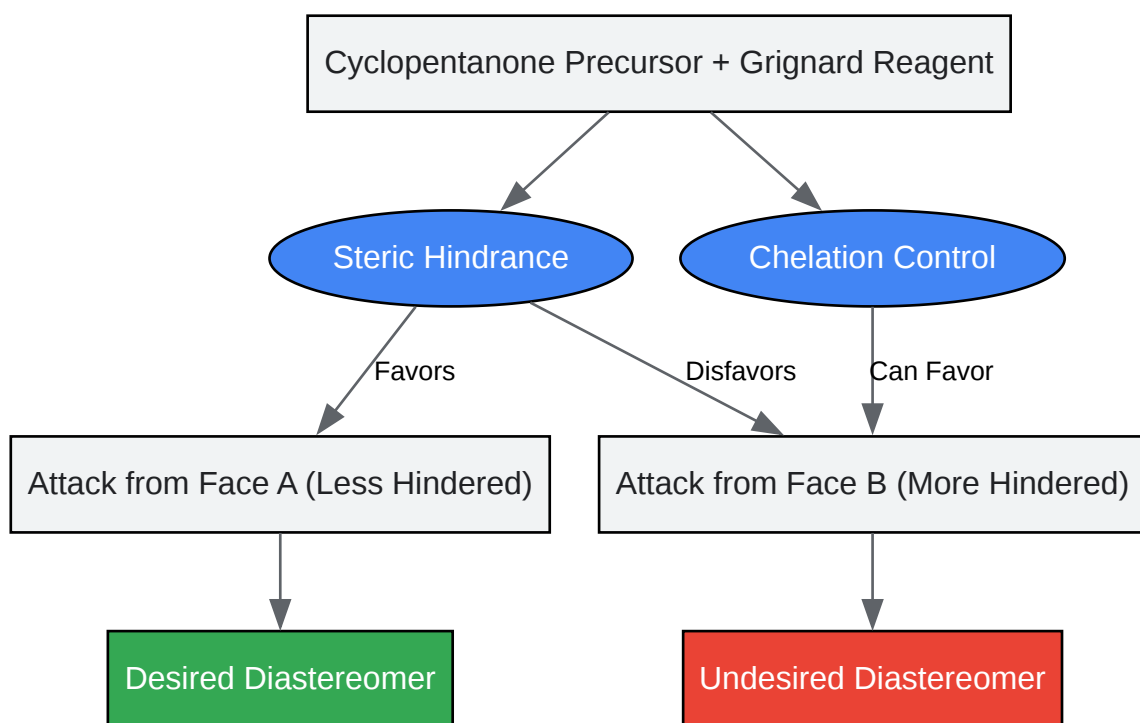 Cyclopentanone Precursor + Grignard Reagent
Steric Hindrance
Chelation Control
Favors
Disfavors
Can Favor
Attack from Face A (Less Hindered)
Attack from Face B (More Hindered)
Desired Diastereomer
Undesired Diastereomer